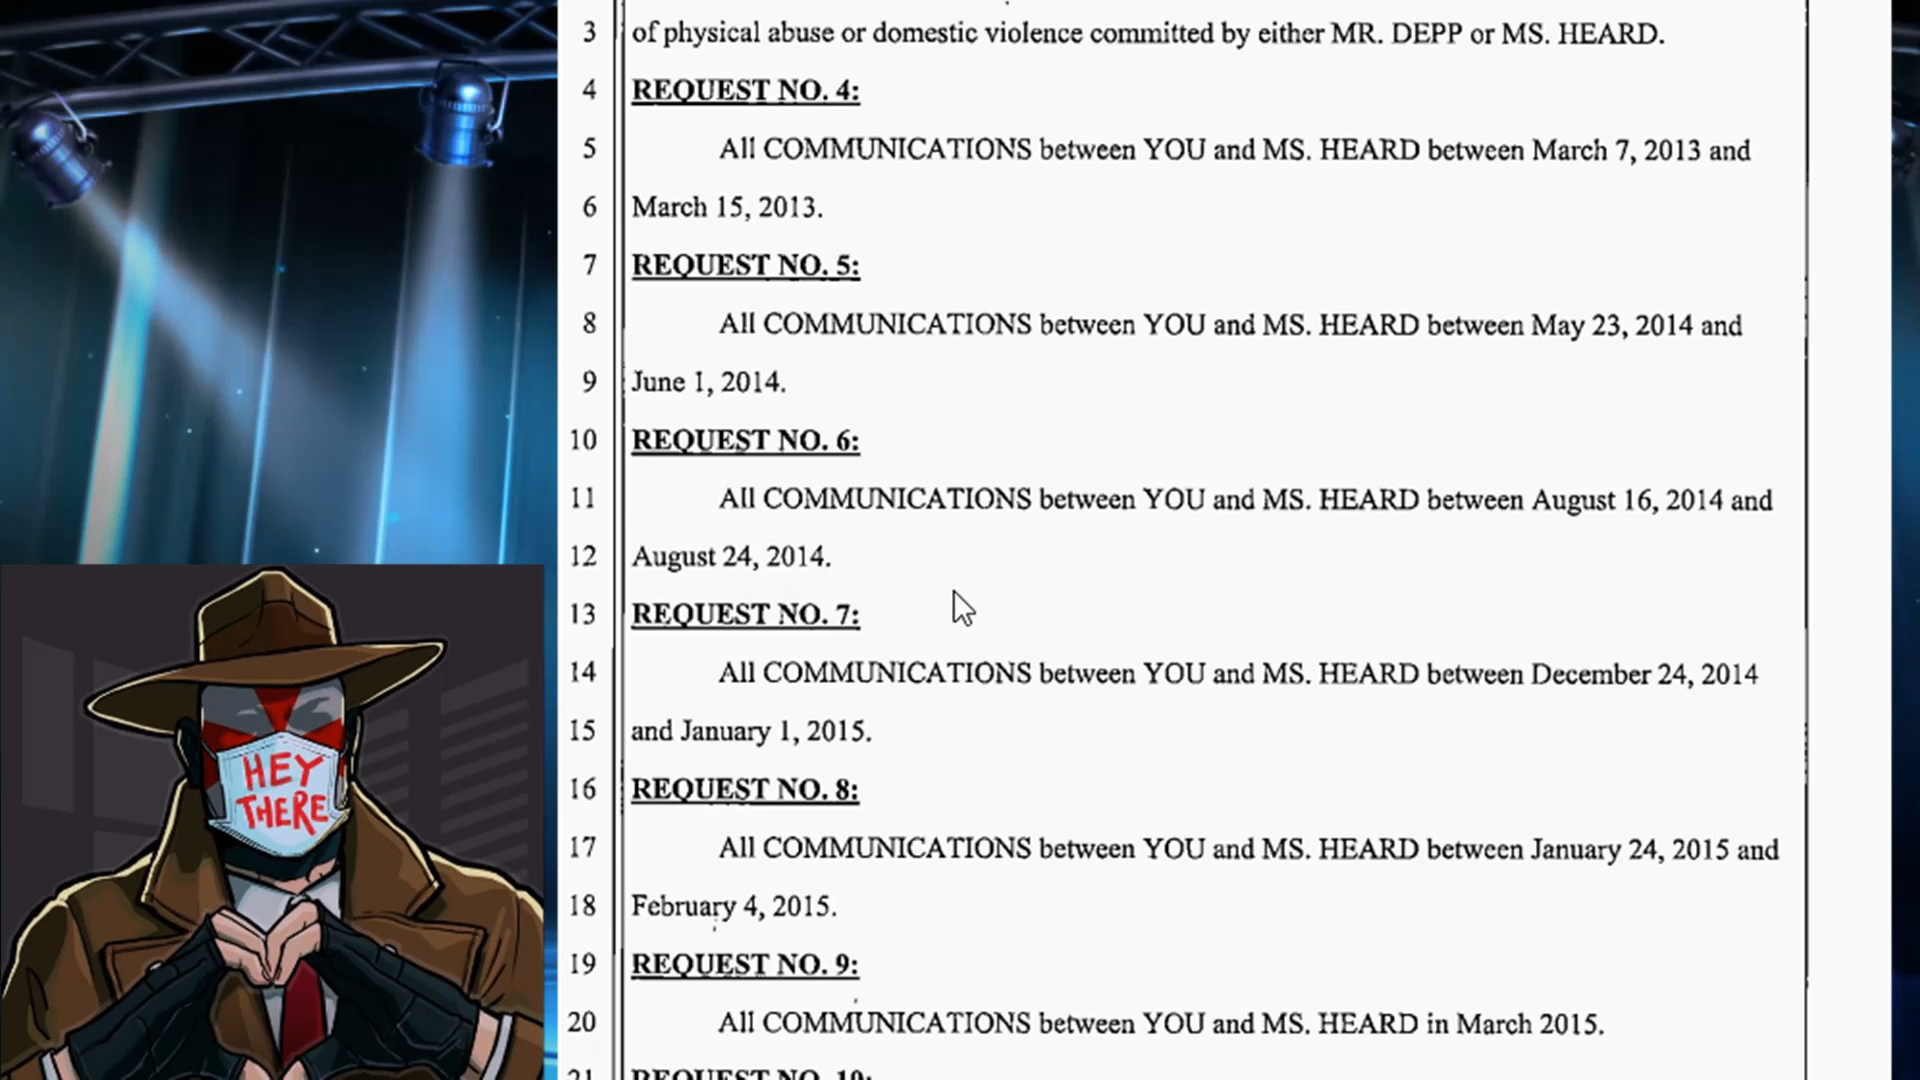 3 of physical abuse or domestic violence committed by either MR. DEPP or MS. HEARD.
4 REQUEST NO. 4:
5 All COMMUNICATIONS between YOU and MS. HEARD between March 7, 2013 and
6 March 15, 2013.
7 REQUEST NO. 5:
8 All COMMUNICATIONS between YOU and MS. HEARD between May 23, 2014 and
9 June 1, 2014.
10 REQUEST NO. 6:
11 All COMMUNICATIONS between YOU and MS. HEARD between August 16, 2014 and
12 August 24, 2014.
13 REQUEST NO. 7:
14 All COMMUNICATIONS between YOU and MS. HEARD between December 24, 2014
15 and January 1, 2015.
16 REQUEST NO. 8:
17 All COMMUNICATIONS between YOU and MS. HEARD between January 24, 2015 and
18 February 4, 2015.
19 REQUEST NO. 9:
20 All COMMUNICATIONS between YOU and MS. HEARD in March 2015.
21 REQUEST NO. 10:
HEY
THERE